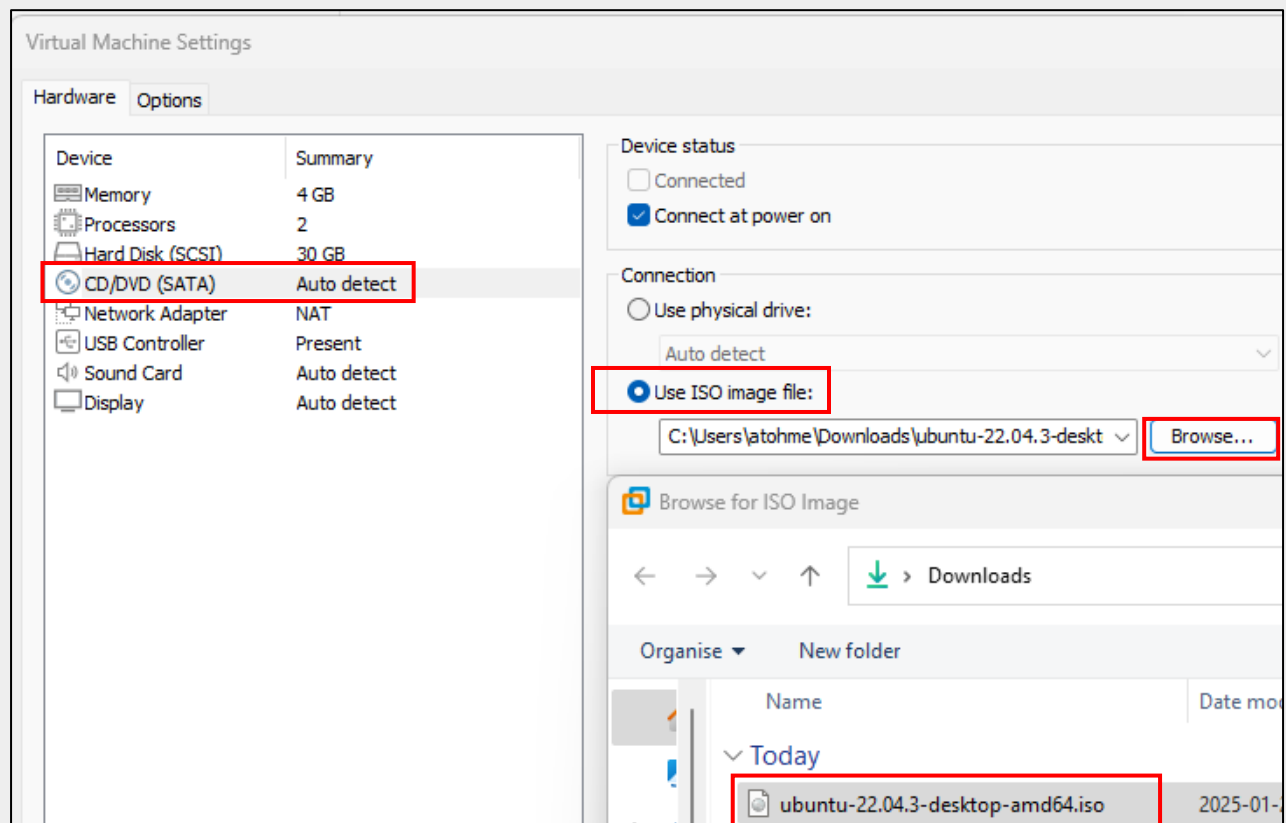 Virtual Machine Settings
Hardware Options
Device Summary
Memory 4 GB
Processors 2
Hard Disk (SCSI) 30 GB
CD/DVD (SATA) Auto detect
Network Adapter NAT
USB Controller Present
Sound Card Auto detect
Display Auto detect
Device status
Connected
Connect at power on
Connection
Use physical drive:
Auto detect
Use ISO image file:
C:\Users\atohme\Downloads\ubuntu-22.04.3-deskt Browse...
Browse for ISO Image
Downloads
Organise New folder
Name Date mo
Today
ubuntu-22.04.3-desktop-amd64.iso 2025-01-